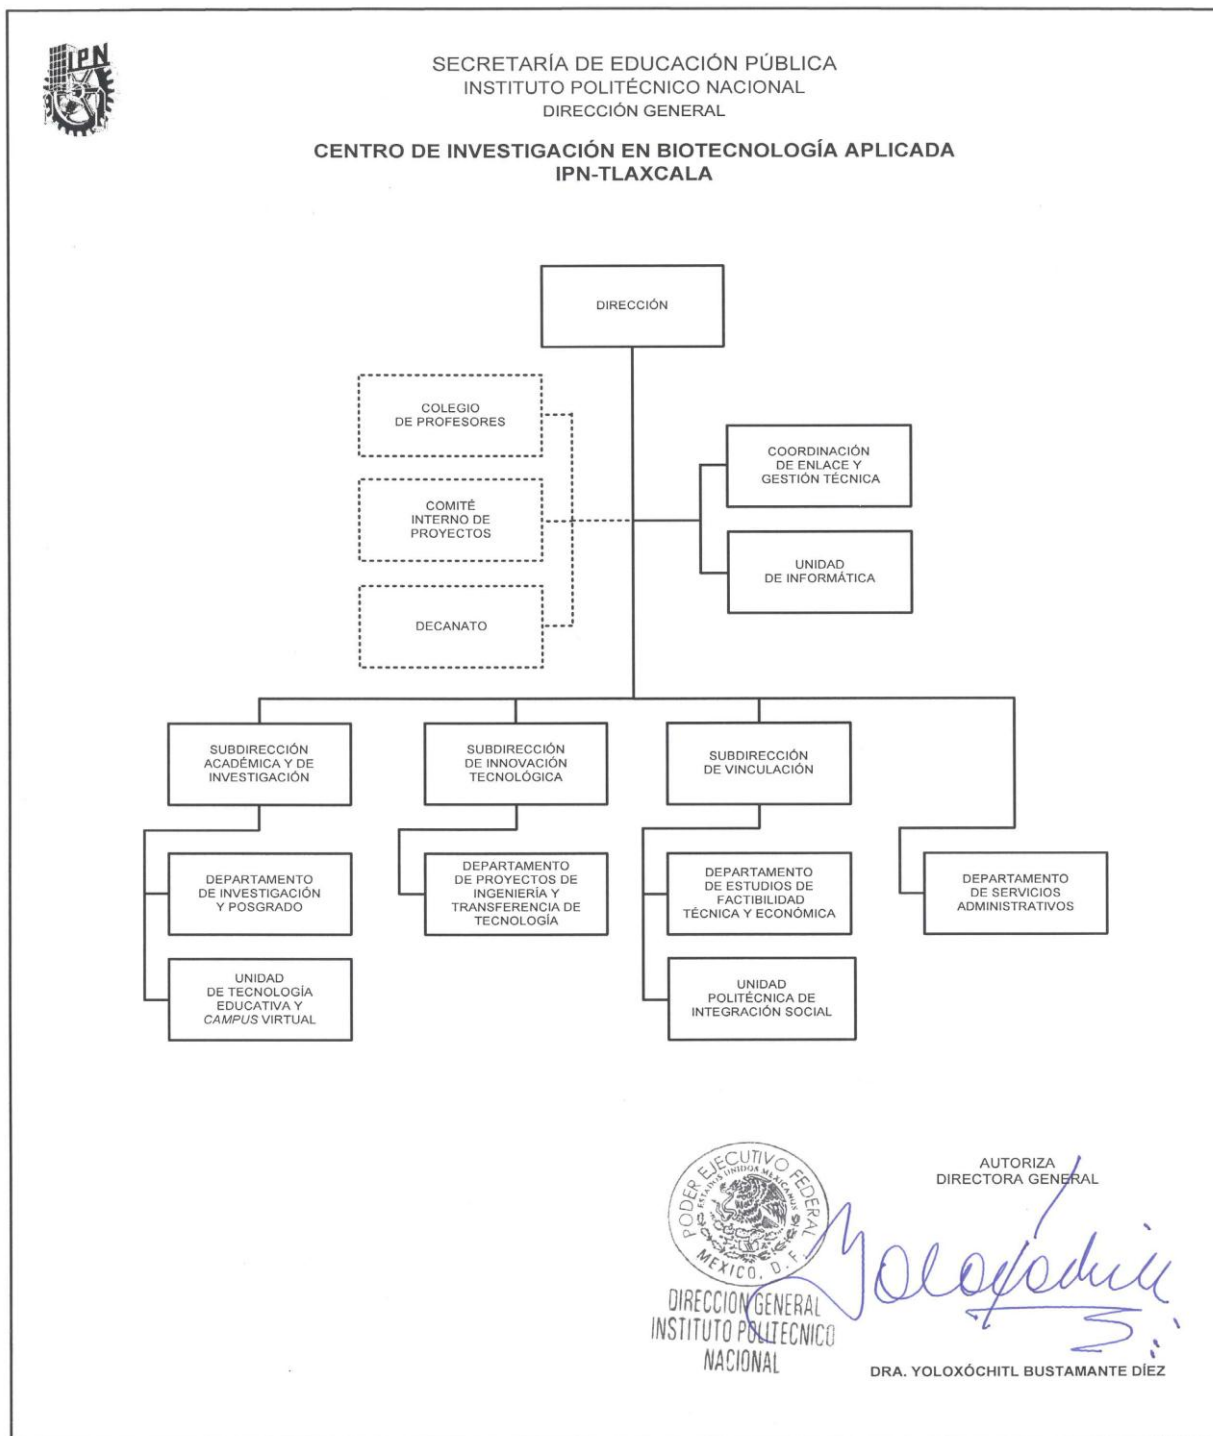 IPN
SECRETARÍA DE EDUCACIÓN PÚBLICA
INSTITUTO POLITÉCNICO NACIONAL
DIRECCIÓN GENERAL
CENTRO DE INVESTIGACIÓN EN BIOTECNOLOGÍA APLICADA
IPN-TLAXCALA
DIRECCIÓN
COLEGIO
DE PROFESORES
COORDINACIÓN
DE ENLACE Y
GESTIÓN TÉCNICA
COMITÉ
INTERNO DE
PROYECTOS
UNIDAD
DE INFORMÁTICA
DECANATO
SUBDIRECCIÓN
ACADÉMICA Y DE
INVESTIGACIÓN
SUBDIRECCIÓN
DE INNOVACIÓN
TECNOLÓGICA
SUBDIRECCIÓN
DE VINCULACIÓN
DEPARTAMENTO
DE INVESTIGACIÓN
Y POSGRADO
DEPARTAMENTO
DE PROYECTOS DE
INGENIERÍA Y
TRANSFERENCIA DE
TECNOLOGÍA
DEPARTAMENTO
DE ESTUDIOS DE
FACTIBILIDAD
TÉCNICA Y ECONÓMICA
DEPARTAMENTO
DE SERVICIOS
ADMINISTRATIVOS
UNIDAD
DE TECNOLOGÍA
EDUCATIVA Y
CAMPUS VIRTUAL
UNIDAD
POLITÉCNICA DE
INTEGRACIÓN SOCIAL
PODER EJECUTIVO FEDERAL
ESTADOS UNIDOS MEXICANOS
MEXICO, D.F.
DIRECCION GENERAL
INSTITUTO POLITECNICO
NACIONAL
AUTORIZA
DIRECTORA GENERAL
Yoloxóchitl
DRA. YOLOXÓCHITL BUSTAMANTE DÍEZ